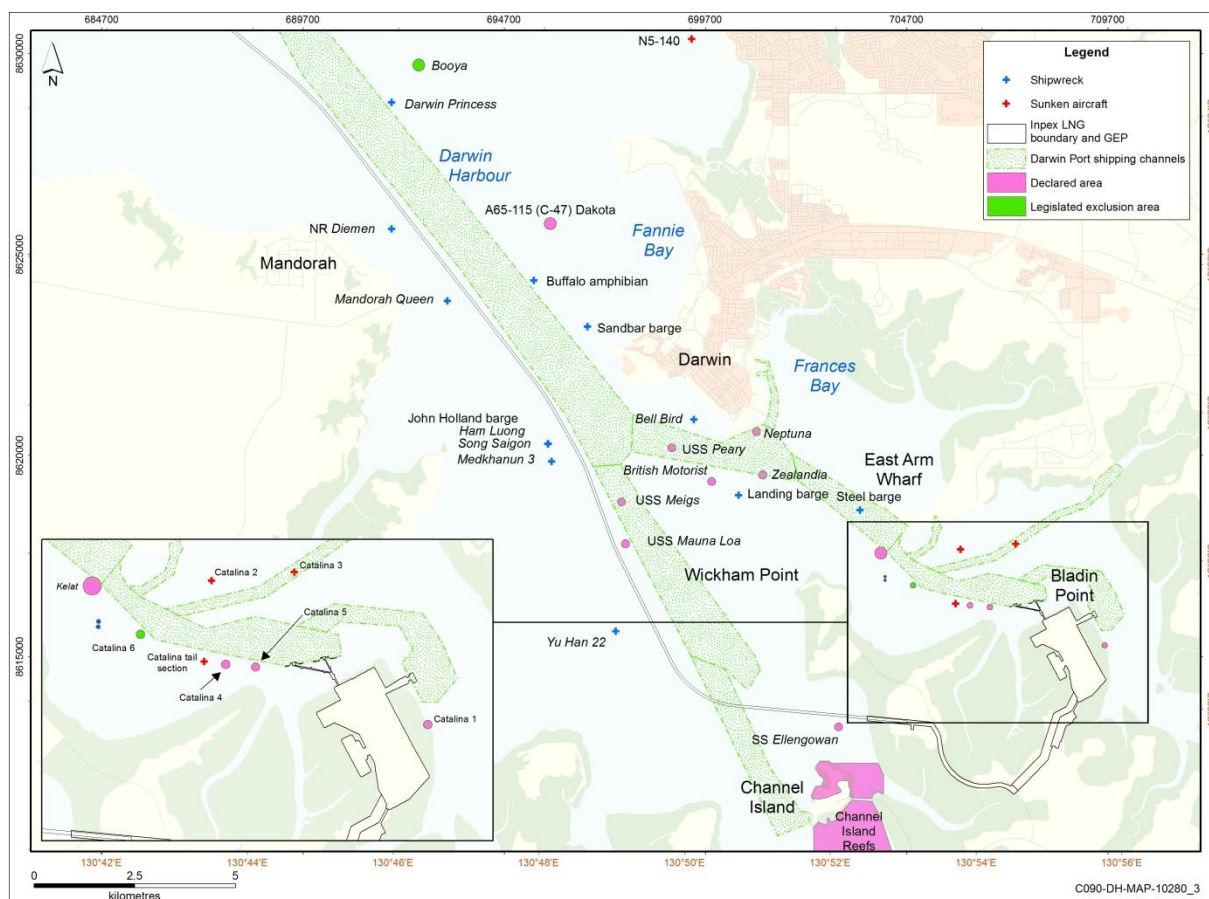 684700
689700
694700
699700
704700
709700
8630000
8620000
8615000
N
N5-140
Booya
Darwin Princess
Darwin
Harbour
A65-115 (C-47) Dakota
NR Diemen
Fannie
Bay
Mandorah
Buffalo amphibian
Mandorah Queen
Sandbar barge
Darwin
Frances
Bay
John Holland barge
Ham Luong
Song Saigon
Medkhanun 3
Bell Bird
Neptuna
USS Peary
British Motorist
Zealandia
East Arm
Wharf
Landing barge
Steel barge
USS Meigs
USS Mauna Loa
Wickham Point
Bladin
Point
Yu Han 22
SS Ellengowan
Channel
Island
Channel
Island
Reefs
Legend
Shipwreck
Sunken aircraft
Inpex LNG
boundary and GEP
Darwin Port shipping channels
Declared area
Legislated exclusion area
Kelat
Catalina 2
Catalina 3
Catalina 5
Catalina 6
Catalina tail
section
Catalina 4
Catalina 1
130°42'E
130°44'E
130°46'E
130°48'E
130°50'E
130°52'E
130°54'E
130°56'E
0
2.5
5
kilometres
C090-DH-MAP-10280_3